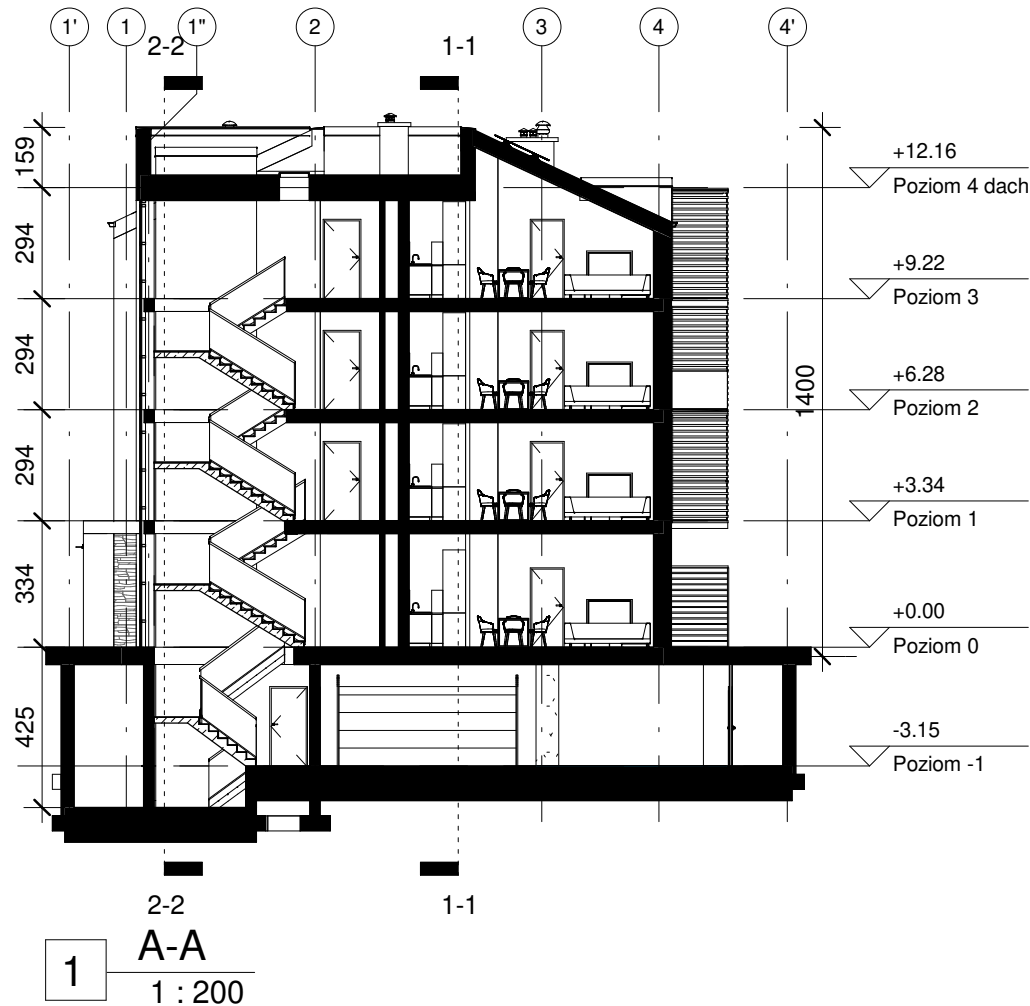 1' 1 1" 2 3 4 4'
2-2 1-1
159
+12.16
Poziom 4 dach
294
+9.22
Poziom 3
294
+6.28
Poziom 2
1400
294
+3.34
Poziom 1
334
+0.00
Poziom 0
425
-3.15
Poziom -1
2-2 1-1
1 A-A
1 : 200